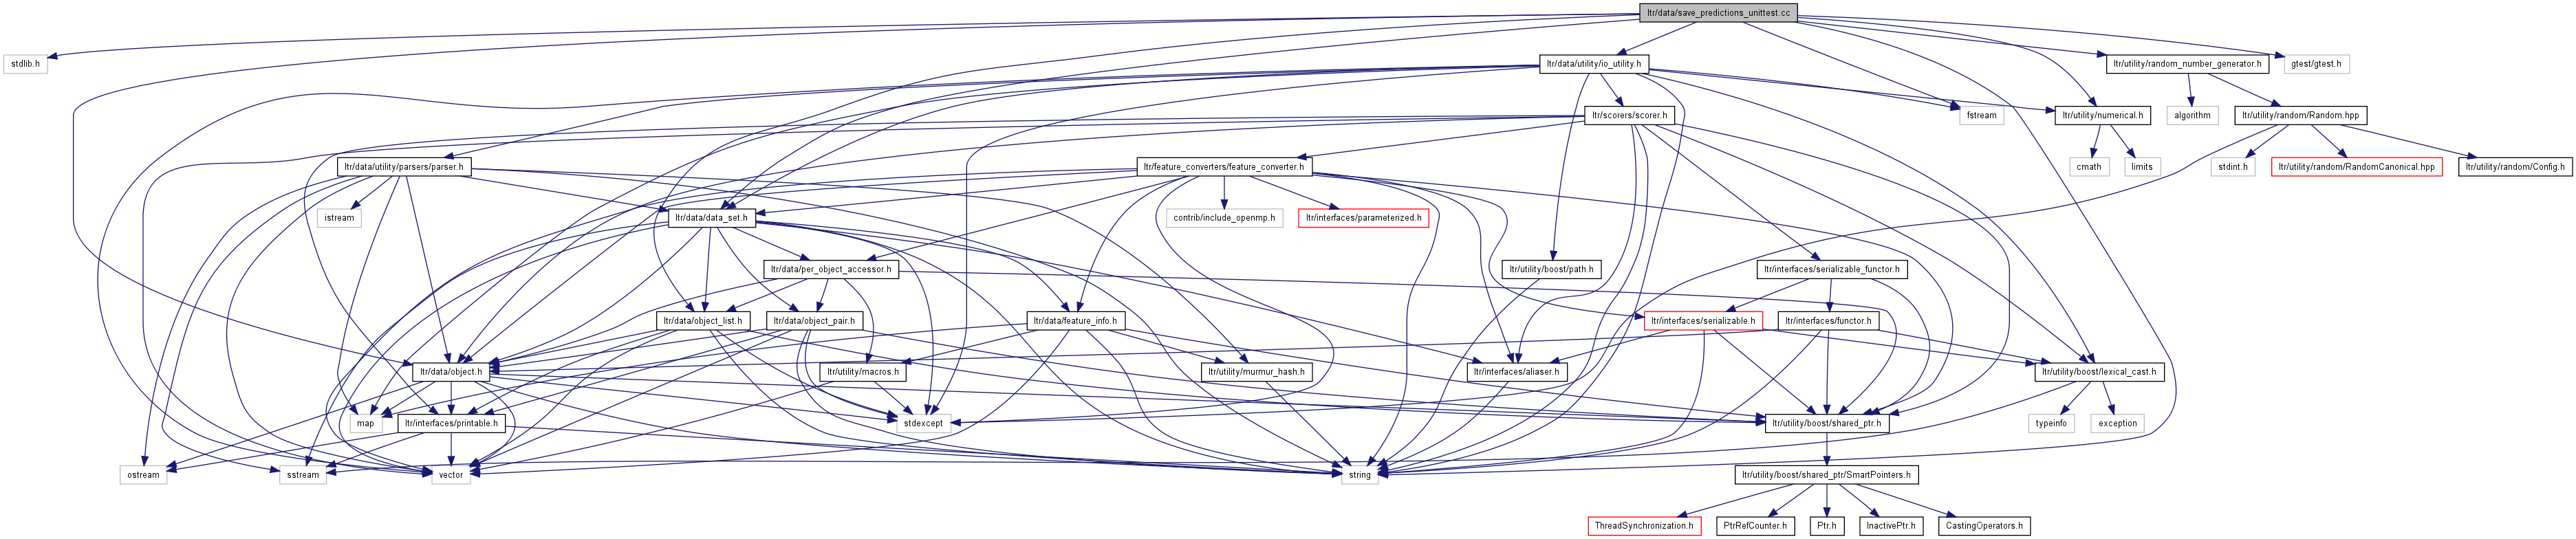 ltr/data/save_predictions_unittest.cc
stdlib.h
ltr/data/utility/io_utility.h
ltr/utility/random_number_generator.h
gtest/gtest.h
ltr/scorers/scorer.h
fstream
ltr/utility/numerical.h
algorithm
ltr/utility/random/Random.hpp
ltr/data/utility/parsers/parser.h
ltr/feature_converters/feature_converter.h
cmath
limits
stdint.h
ltr/utility/random/RandomCanonical.hpp
ltr/utility/random/Config.h
istream
ltr/data/data_set.h
contrib/include_openmp.h
ltr/interfaces/parameterized.h
ltr/data/per_object_accessor.h
ltr/utility/boost/path.h
ltr/interfaces/serializable_functor.h
ltr/data/object_list.h
ltr/data/object_pair.h
ltr/data/feature_info.h
ltr/interfaces/serializable.h
ltr/interfaces/functor.h
ltr/data/object.h
ltr/utility/macros.h
ltr/utility/murmur_hash.h
ltr/interfaces/aliaser.h
ltr/utility/boost/lexical_cast.h
map
ltr/interfaces/printable.h
stdexcept
ltr/utility/boost/shared_ptr.h
typeinfo
exception
ostream
sstream
vector
string
ltr/utility/boost/shared_ptr/SmartPointers.h
ThreadSynchronization.h
PtrRefCounter.h
Ptr.h
InactivePtr.h
CastingOperators.h